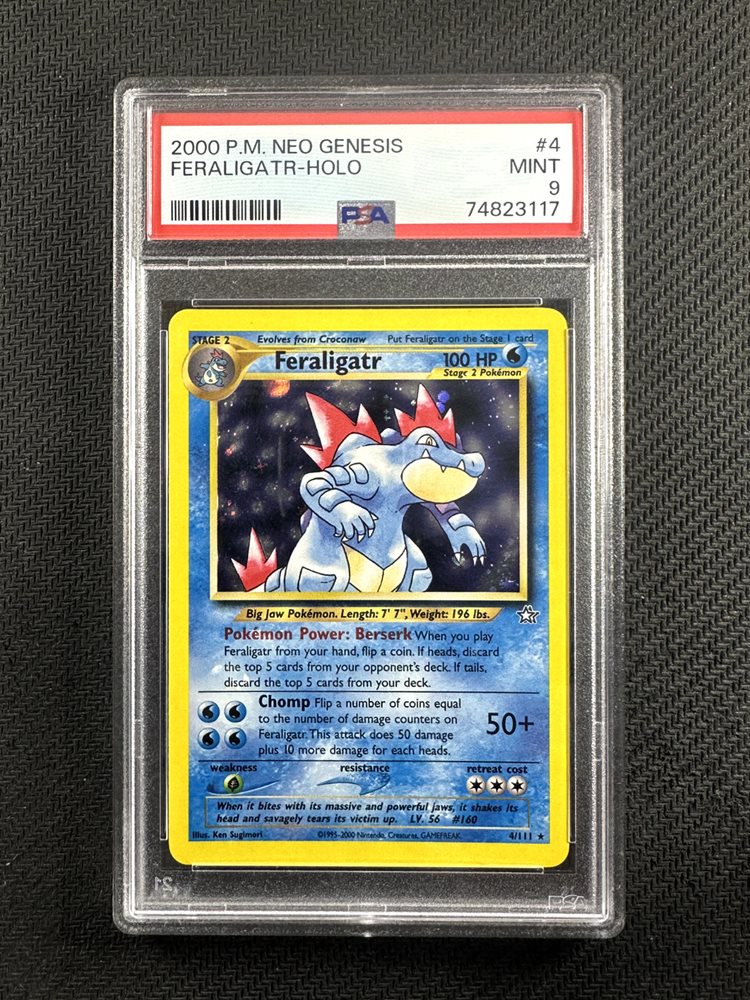 2000 P.M. NEO GENESIS #4
FERALIGATR-HOLO MINT
9
PSA 74823117
STAGE 2 Evolves from Croconaw Put Feraligatr on the Stage 1 card
Feraligatr 100 HP
Stage 2 Pokémon
Big Jaw Pokémon. Length: 7' 7", Weight: 196 lbs.
Pokémon Power: Berserk When you play
Feraligatr from your hand, flip a coin. If heads, discard
the top 5 cards from your opponent's deck. If tails,
discard the top 5 cards from your deck.
Chomp Flip a number of coins equal
to the number of damage counters on
Feraligatr. This attack does 50 damage
plus 10 more damage for each heads.
50+
weakness resistance retreat cost
When it bites with its massive and powerful jaws, it shakes its
head and savagely tears its victim up. LV. 56 #160
Illus. Ken Sugimori ©1995-2000 Nintendo, Creatures, GAMEFREAK. 4/111 ★
PSA